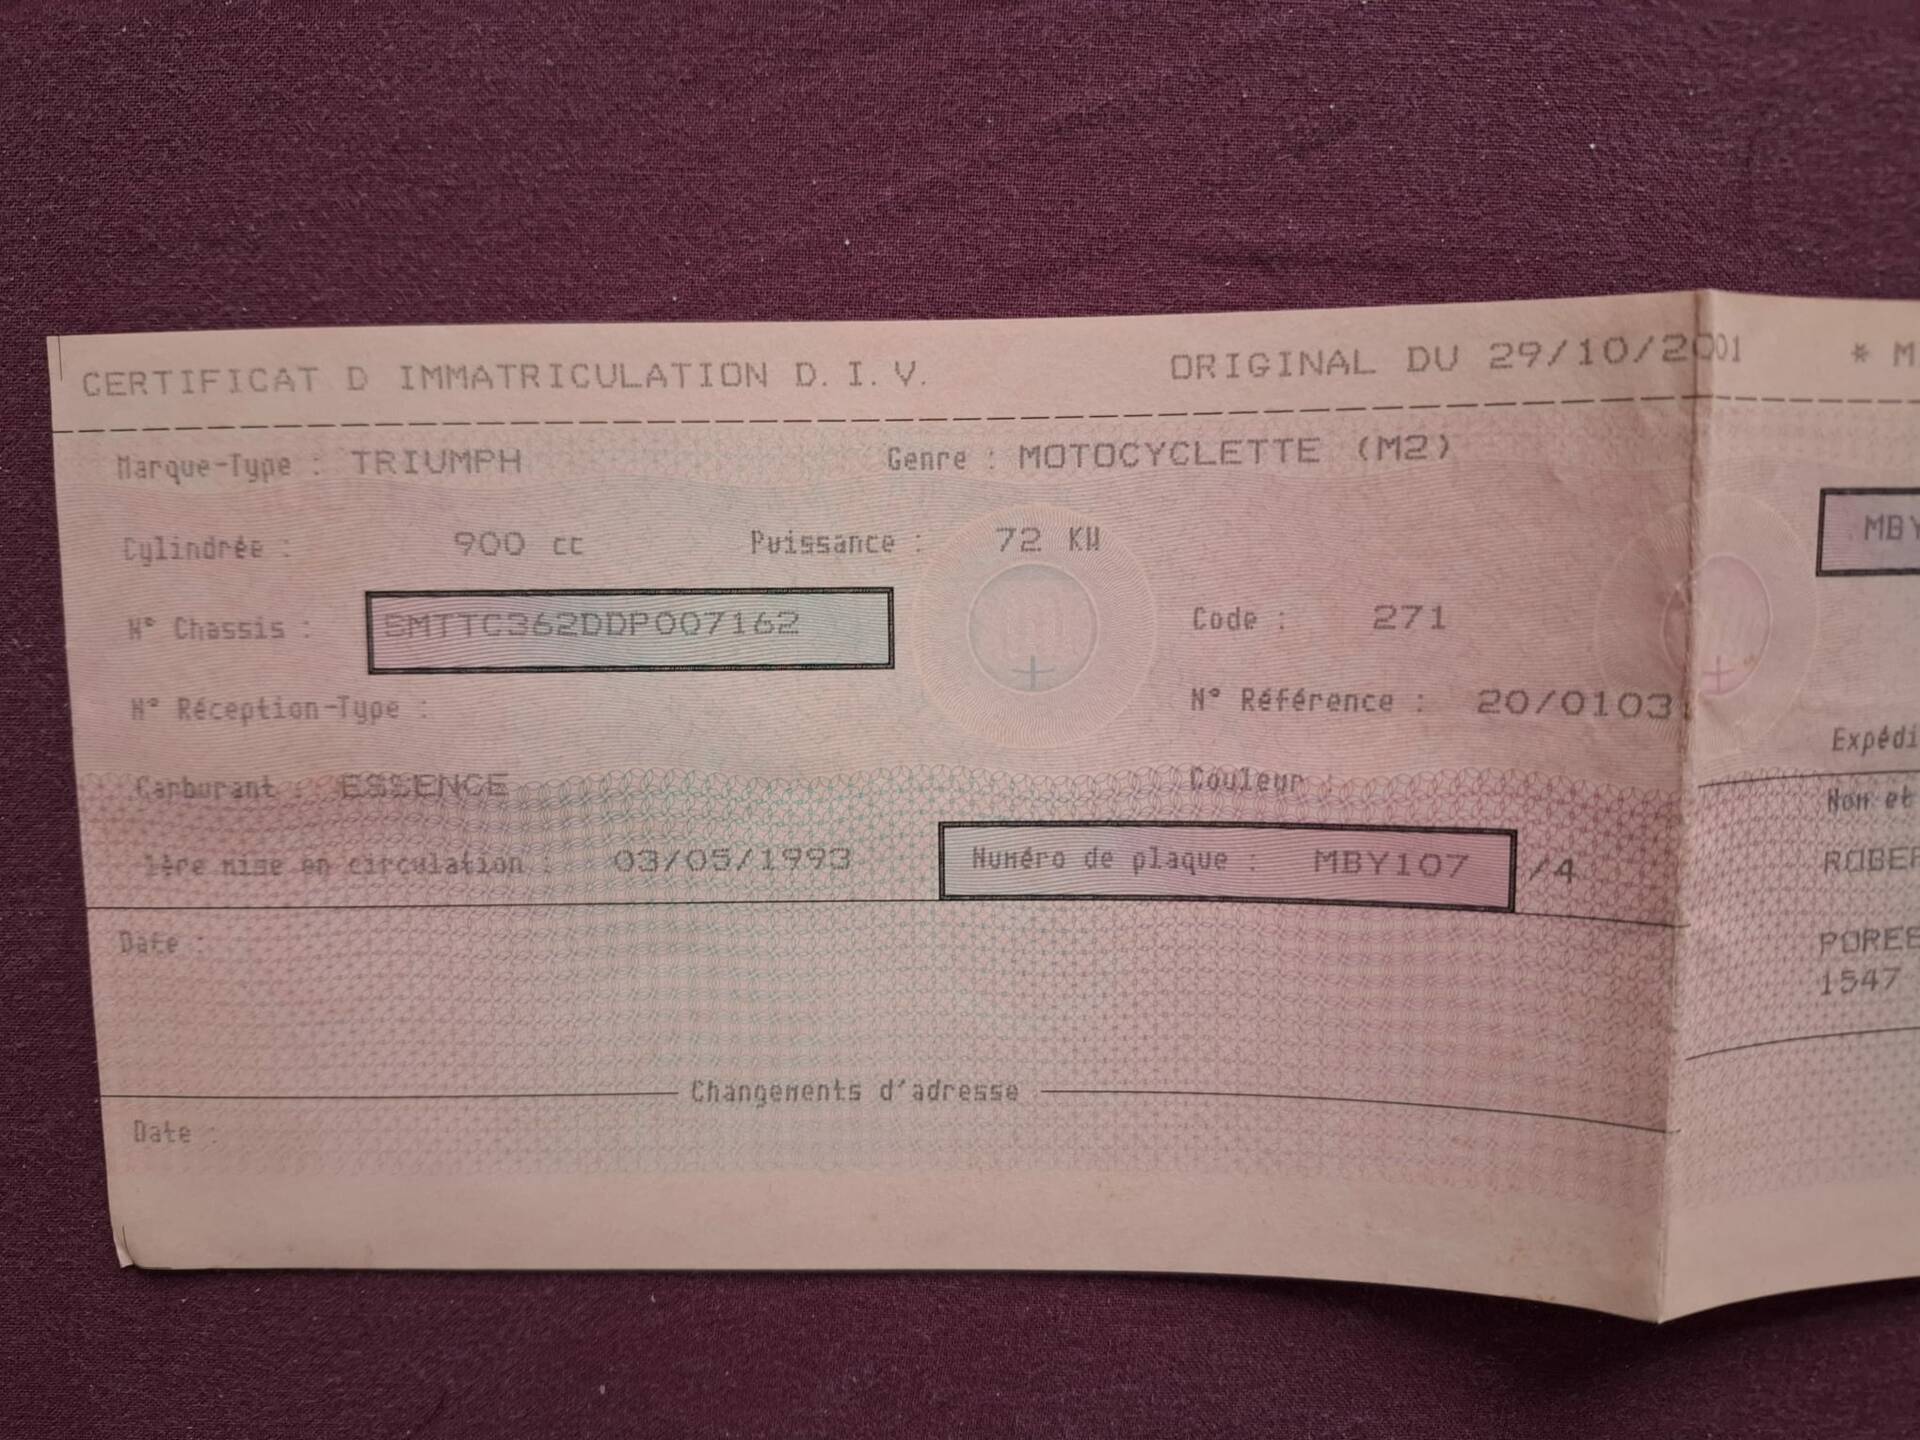 CERTIFICAT D IMMATRICULATION D.I.V. ORIGINAL DU 29/10/2001 * M
Marque-Type : TRIUMPH Genre : MOTOCYCLETTE (M2)
Cylindrée : 900 cc Puissance : 72 KW
MBY
N° Chassis : SMTTC362DDP007162 Code : 271
N° Réception-Type : N° Référence : 20/0103
Expédi
Carburant : ESSENCE Couleur :
Nom et
1ère mise en circulation : 03/05/1993 Numéro de plaque : MBY107 /4
ROBER
Date :
POREE
1547
Changements d'adresse
Date :